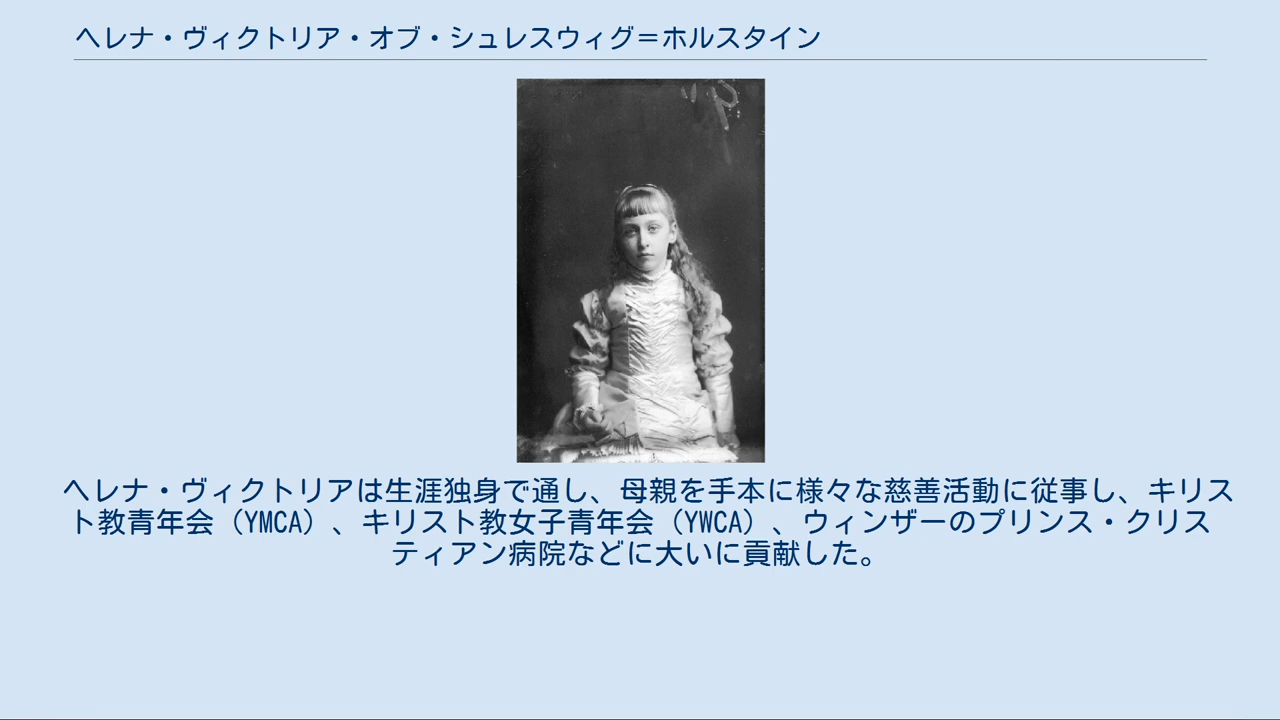 ヘレナ・ヴィクトリア・オブ・シュレスウィグ＝ホルスタイン
ヘレナ・ヴィクトリアは生涯独身で通し、母親を手本に様々な慈善活動に従事し、キリス
ト教青年会（YMCA）、キリスト教女子青年会（YWCA）、ウィンザーのプリンス・クリス
ティアン病院などに大いに貢献した。